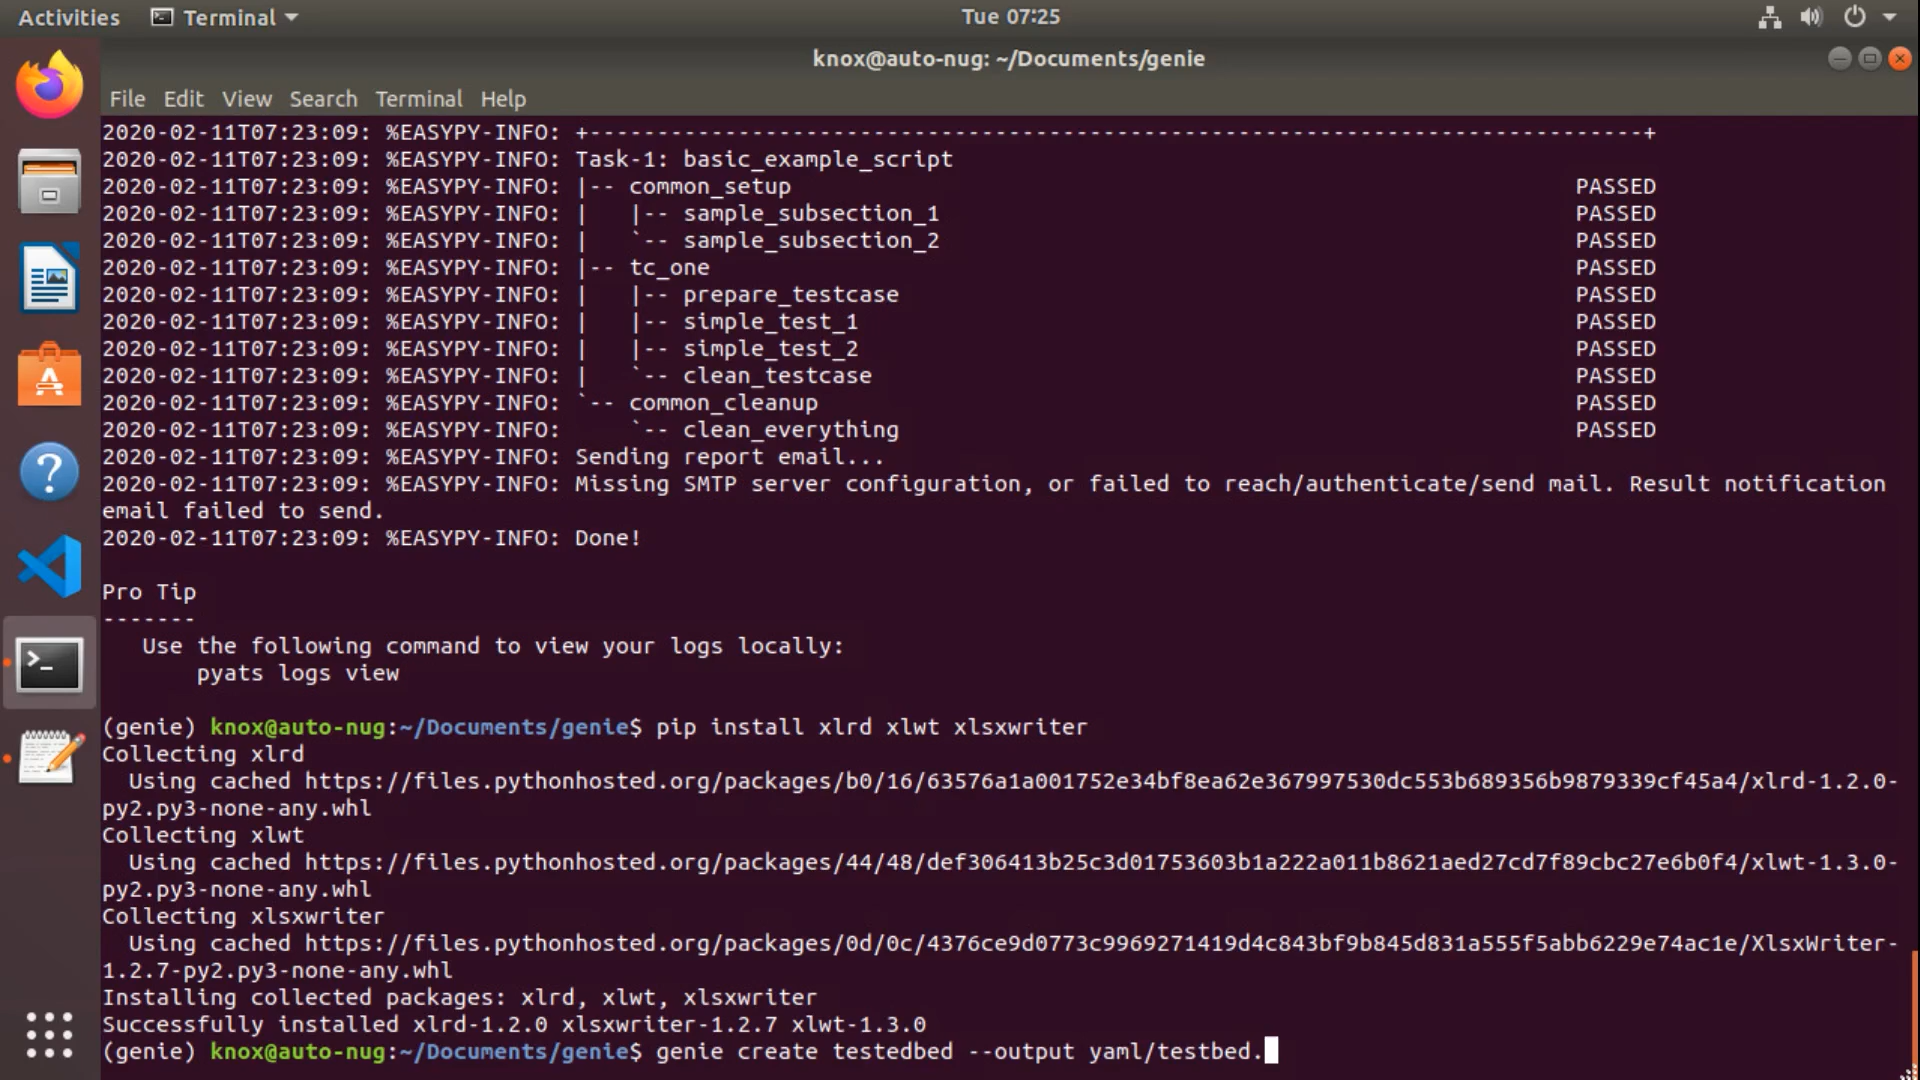 Activities Terminal Tue 07:25
knox@auto-nug: ~/Documents/genie
File Edit View Search Terminal Help
2020-02-11T07:23:09: %EASYPY-INFO: +------------------------------------------------------------------------------+
2020-02-11T07:23:09: %EASYPY-INFO: Task-1: basic_example_script
2020-02-11T07:23:09: %EASYPY-INFO: |-- common_setup PASSED
2020-02-11T07:23:09: %EASYPY-INFO: |   |-- sample_subsection_1 PASSED
2020-02-11T07:23:09: %EASYPY-INFO: |   `-- sample_subsection_2 PASSED
2020-02-11T07:23:09: %EASYPY-INFO: |-- tc_one PASSED
2020-02-11T07:23:09: %EASYPY-INFO: |   |-- prepare_testcase PASSED
2020-02-11T07:23:09: %EASYPY-INFO: |   |-- simple_test_1 PASSED
2020-02-11T07:23:09: %EASYPY-INFO: |   |-- simple_test_2 PASSED
2020-02-11T07:23:09: %EASYPY-INFO: |   `-- clean_testcase PASSED
2020-02-11T07:23:09: %EASYPY-INFO: `-- common_cleanup PASSED
2020-02-11T07:23:09: %EASYPY-INFO:     `-- clean_everything PASSED
2020-02-11T07:23:09: %EASYPY-INFO: Sending report email...
2020-02-11T07:23:09: %EASYPY-INFO: Missing SMTP server configuration, or failed to reach/authenticate/send mail. Result notification
email failed to send.
2020-02-11T07:23:09: %EASYPY-INFO: Done!
Pro Tip
-------
Use the following command to view your logs locally:
pyats logs view
(genie) knox@auto-nug:~/Documents/genie$ pip install xlrd xlwt xlsxwriter
Collecting xlrd
Using cached https://files.pythonhosted.org/packages/b0/16/63576a1a001752e34bf8ea62e367997530dc553b689356b9879339cf45a4/xlrd-1.2.0-
py2.py3-none-any.whl
Collecting xlwt
Using cached https://files.pythonhosted.org/packages/44/48/def306413b25c3d01753603b1a222a011b8621aed27cd7f89cbc27e6b0f4/xlwt-1.3.0-
py2.py3-none-any.whl
Collecting xlsxwriter
Using cached https://files.pythonhosted.org/packages/0d/0c/4376ce9d0773c9969271419d4c843bf9b845d831a555f5abb6229e74ac1e/XlsxWriter-
1.2.7-py2.py3-none-any.whl
Installing collected packages: xlrd, xlwt, xlsxwriter
Successfully installed xlrd-1.2.0 xlsxwriter-1.2.7 xlwt-1.3.0
(genie) knox@auto-nug:~/Documents/genie$ genie create testedbed --output yaml/testbed.